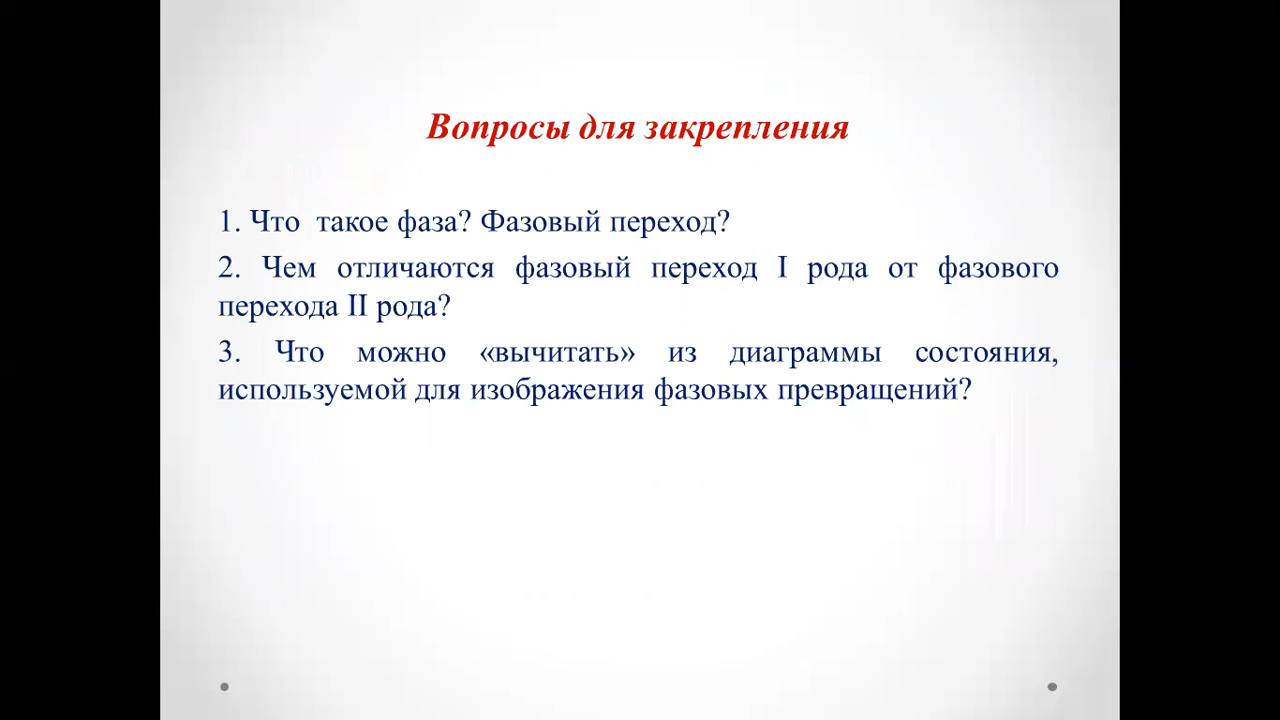 Вопросы для закрепления
1. Что такое фаза? Фазовый переход?
2. Чем отличаются фазовый переход I рода от фазового
перехода II рода?
3. Что можно «вычитать» из диаграммы состояния,
используемой для изображения фазовых превращений?